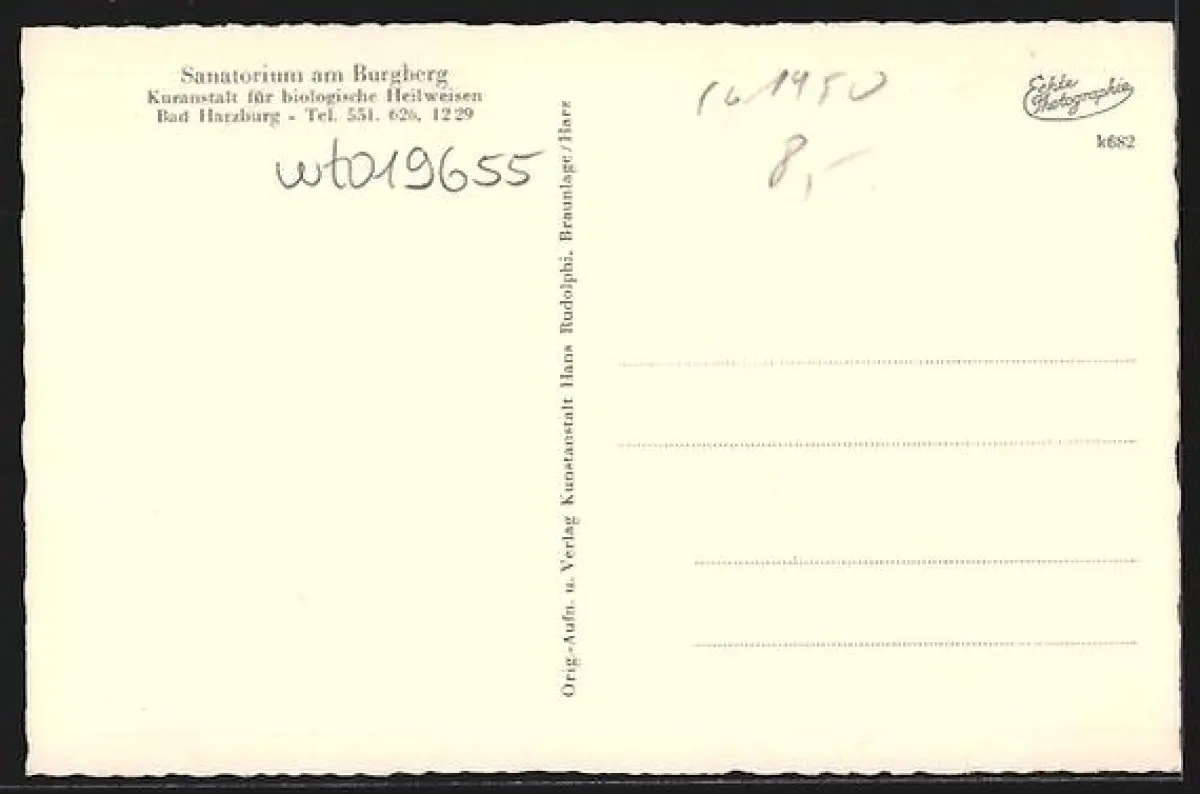 Sanatorium am Burgberg
Kuranstalt für biologische Heilweisen
Bad Harzburg - Tel. 551, 626, 1229
wt019655
Orig.-Aufn. u. Verlag Kunstanstalt Hans Rudolphi, Braunlage/Harz
1950
8,-
Echte
Photographie
k682